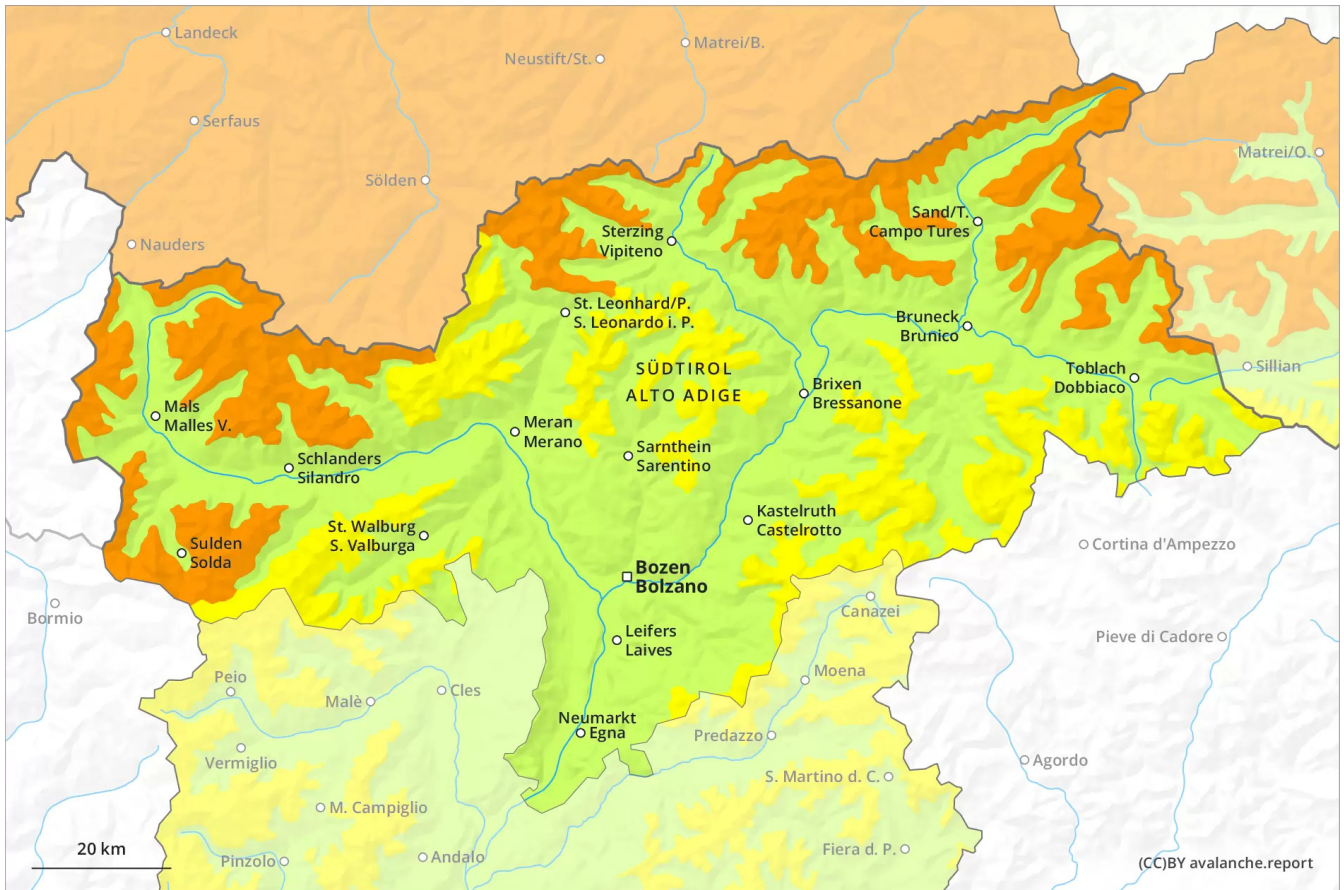 Landeck
Matrei/B.
Neustift/St.
Serfaus
Matrei/O.
Sölden
Nauders
Sand/T.
Campo Tures
Sterzing
Vipiteno
St. Leonhard/P.
S. Leonardo i. P.
Bruneck
Brunico
SÜDTIROL
ALTO ADIGE
Toblach
Dobbiaco
Sillian
Brixen
Bressanone
Mals
Malles V.
Meran
Merano
Sarnthein
Sarentino
Schlanders
Silandro
Kastelruth
Castelrotto
St. Walburg
S. Valburga
Sulden
Solda
Cortina d'Ampezzo
Bozen
Bolzano
Bormio
Canazei
Leifers
Laives
Pieve di Cadore
Peio
Moena
Malè
Cles
Neumarkt
Egna
Predazzo
Vermiglio
Agordo
S. Martino d. C.
M. Campiglio
20 km
Pinzolo
Andalo
Fiera d. P.
(CC)BY avalanche.report